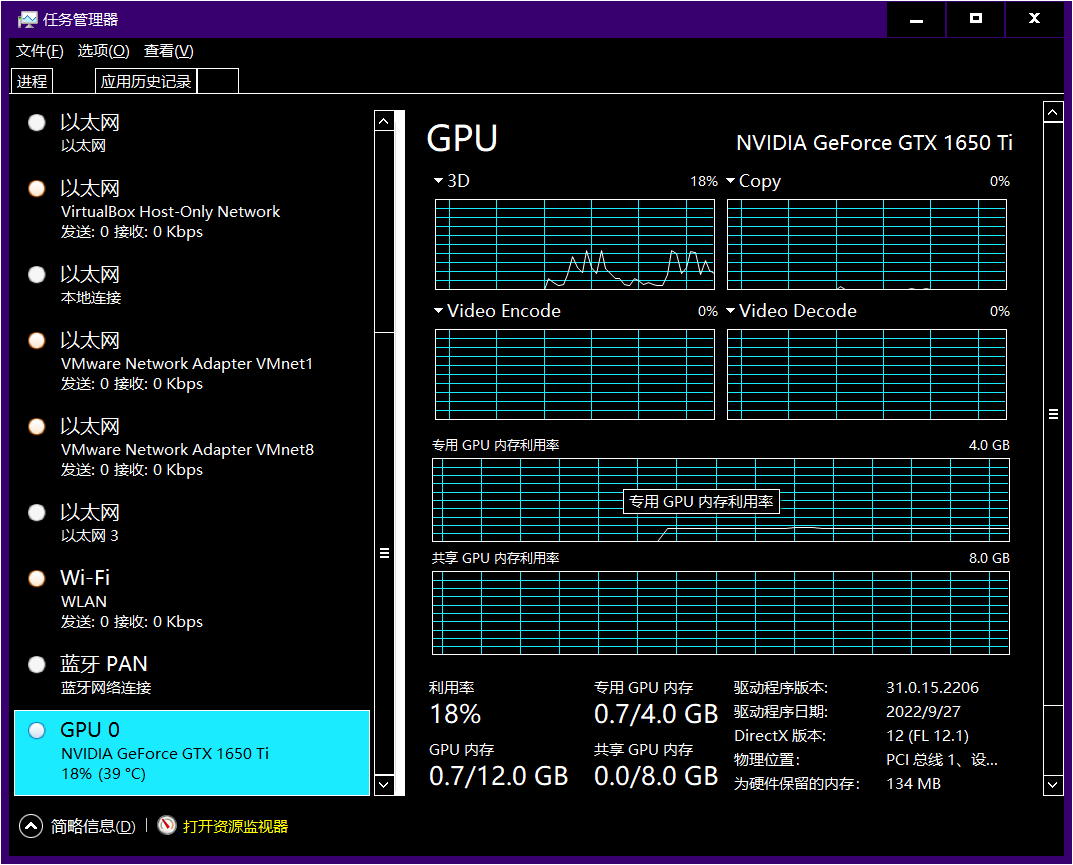 任务管理器
文件(F) 选项(O) 查看(V)
进程 应用历史记录
以太网
以太网
以太网
VirtualBox Host-Only Network
发送: 0 接收: 0 Kbps
以太网
本地连接
以太网
VMware Network Adapter VMnet1
发送: 0 接收: 0 Kbps
以太网
VMware Network Adapter VMnet8
发送: 0 接收: 0 Kbps
以太网
以太网 3
Wi-Fi
WLAN
发送: 0 接收: 0 Kbps
蓝牙 PAN
蓝牙网络连接
GPU 0
NVIDIA GeForce GTX 1650 Ti
18% (39 °C)
GPU NVIDIA GeForce GTX 1650 Ti
3D 18% Copy 0%
Video Encode 0% Video Decode 0%
专用 GPU 内存利用率 4.0 GB
专用 GPU 内存利用率
共享 GPU 内存利用率 8.0 GB
利用率
18%
专用 GPU 内存
0.7/4.0 GB
GPU 内存
0.7/12.0 GB
共享 GPU 内存
0.0/8.0 GB
驱动程序版本: 31.0.15.2206
驱动程序日期: 2022/9/27
DirectX 版本: 12 (FL 12.1)
物理位置: PCI 总线 1、设...
为硬件保留的内存: 134 MB
简略信息(D) | 打开资源监视器